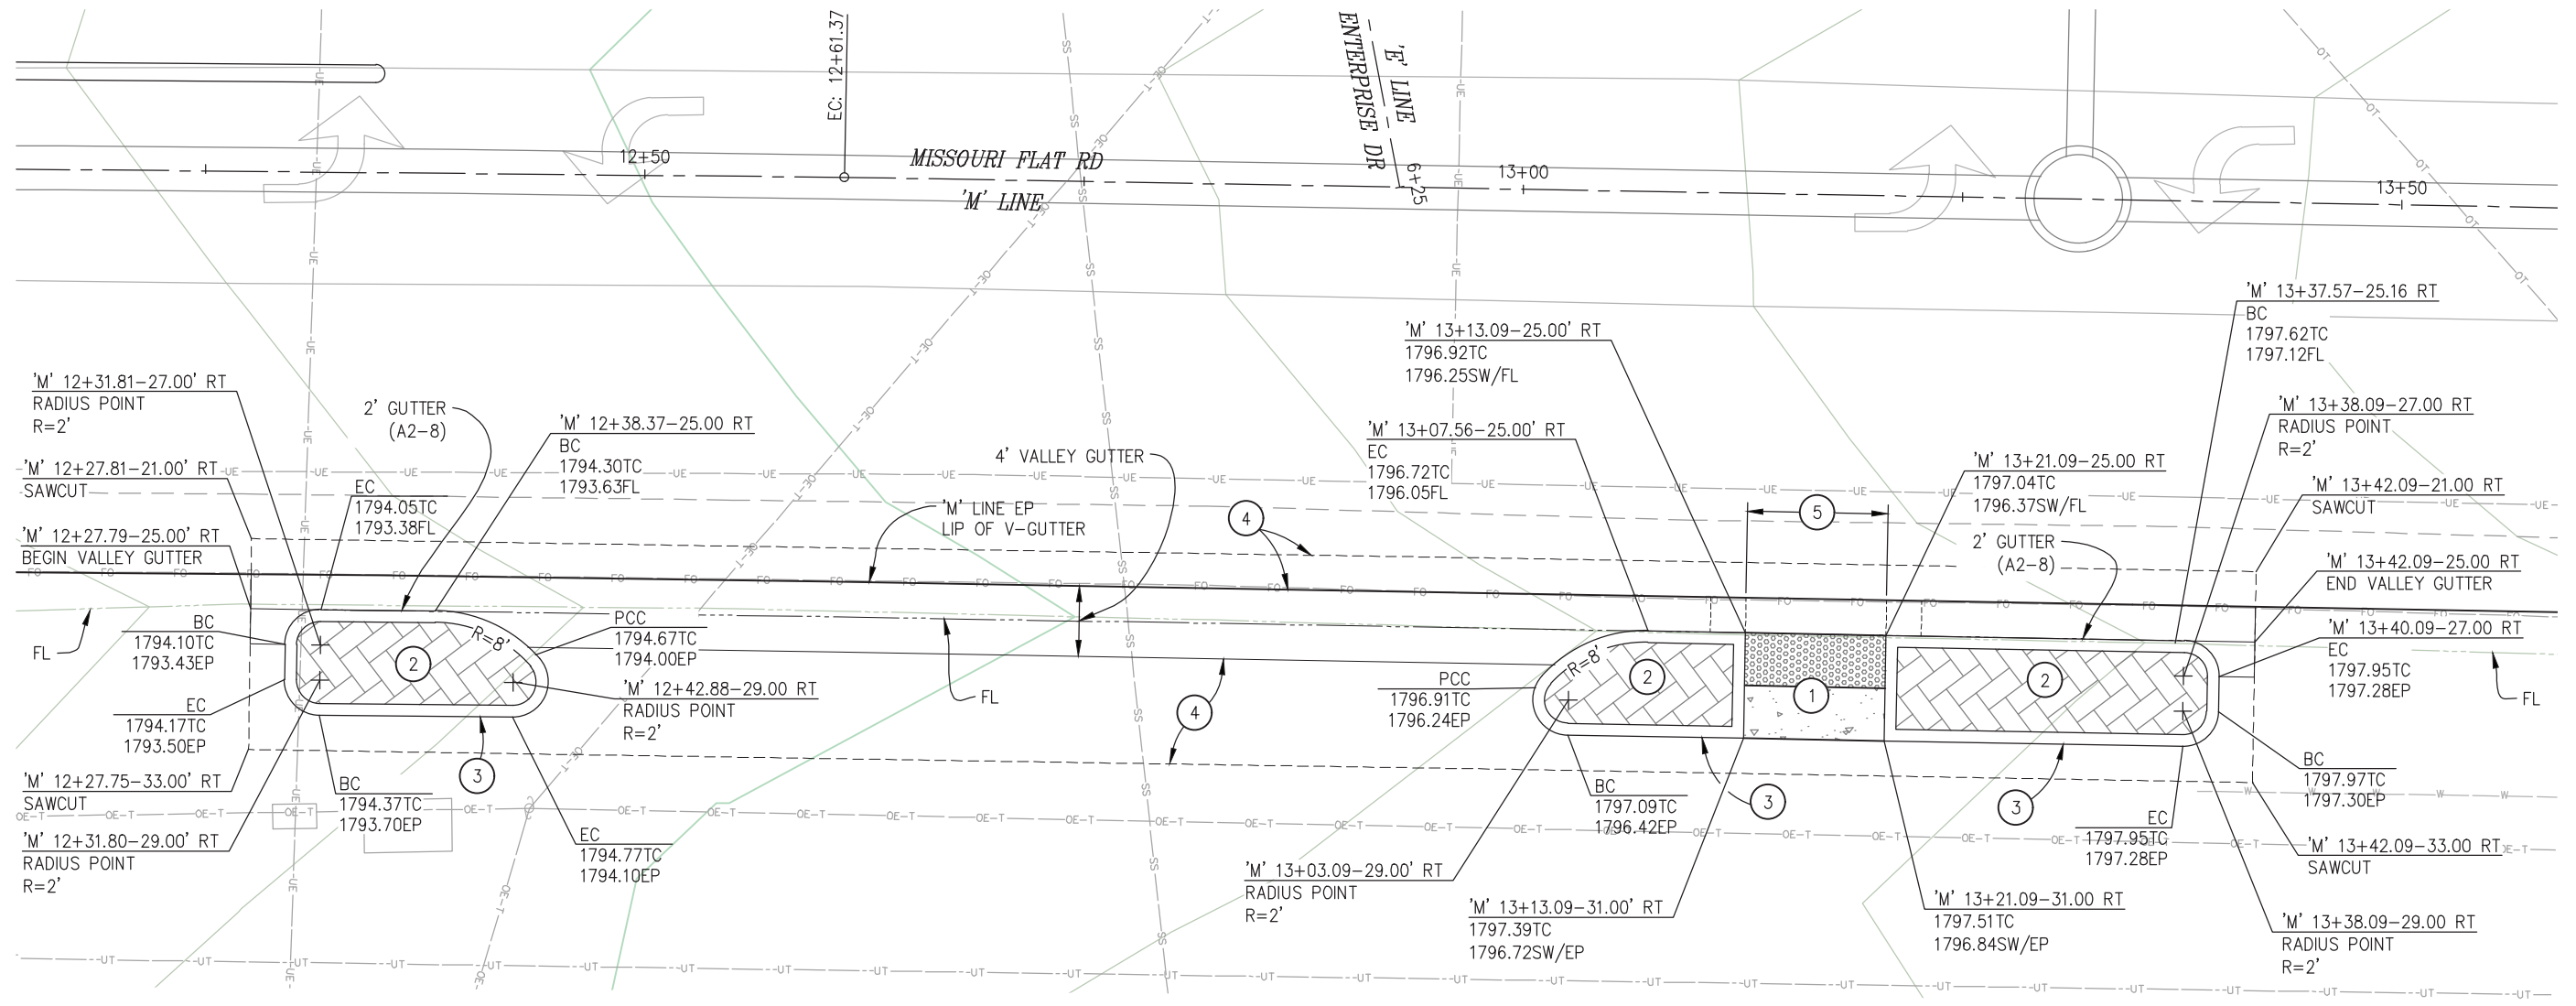 EC: 12+61.37
'E' LINE
ENTERPRISE DR
6+25
12+50
MISSOURI FLAT RD
'M' LINE
13+00
13+50
'M' 12+31.81-27.00' RT
RADIUS POINT
R=2'
2' GUTTER
(A2-8)
'M' 12+38.37-25.00 RT
BC
1794.30TC
1793.63FL
'M' 12+27.81-21.00' RT
SAWCUT
EC
1794.05TC
1793.38FL
'M' 12+27.79-25.00' RT
BEGIN VALLEY GUTTER
4' VALLEY GUTTER
'M' LINE EP
LIP OF V-GUTTER
4
'M' 13+13.09-25.00' RT
1796.92TC
1796.25SW/FL
'M' 13+07.56-25.00' RT
EC
1796.72TC
1796.05FL
'M' 13+37.57-25.16 RT
BC
1797.62TC
1797.12FL
'M' 13+38.09-27.00 RT
RADIUS POINT
R=2'
'M' 13+21.09-25.00 RT
1797.04TC
1796.37SW/FL
5
'M' 13+42.09-21.00 RT
SAWCUT
2' GUTTER
(A2-8)
'M' 13+42.09-25.00 RT
END VALLEY GUTTER
FL
BC
1794.10TC
1793.43EP
R=8'
2
PCC
1794.67TC
1794.00EP
'M' 12+42.88-29.00 RT
RADIUS POINT
R=2'
FL
4
EC
1794.17TC
1793.50EP
'M' 12+27.75-33.00' RT
SAWCUT
'M' 12+31.80-29.00' RT
RADIUS POINT
R=2'
BC
1794.37TC
1793.70EP
3
EC
1794.77TC
1794.10EP
PCC
1796.91TC
1796.24EP
R=8'
2
1
2
'M' 13+40.09-27.00 RT
EC
1797.95TC
1797.28EP
FL
BC
1797.09TC
1796.42EP
3
3
BC
1797.97TC
1797.30EP
EC
1797.95TC
1797.28EP
'M' 13+42.09-33.00 RT
SAWCUT
'M' 13+03.09-29.00' RT
RADIUS POINT
R=2'
'M' 13+13.09-31.00' RT
1797.39TC
1796.72SW/EP
'M' 13+21.09-31.00 RT
1797.51TC
1796.84SW/EP
'M' 13+38.09-29.00 RT
RADIUS POINT
R=2'